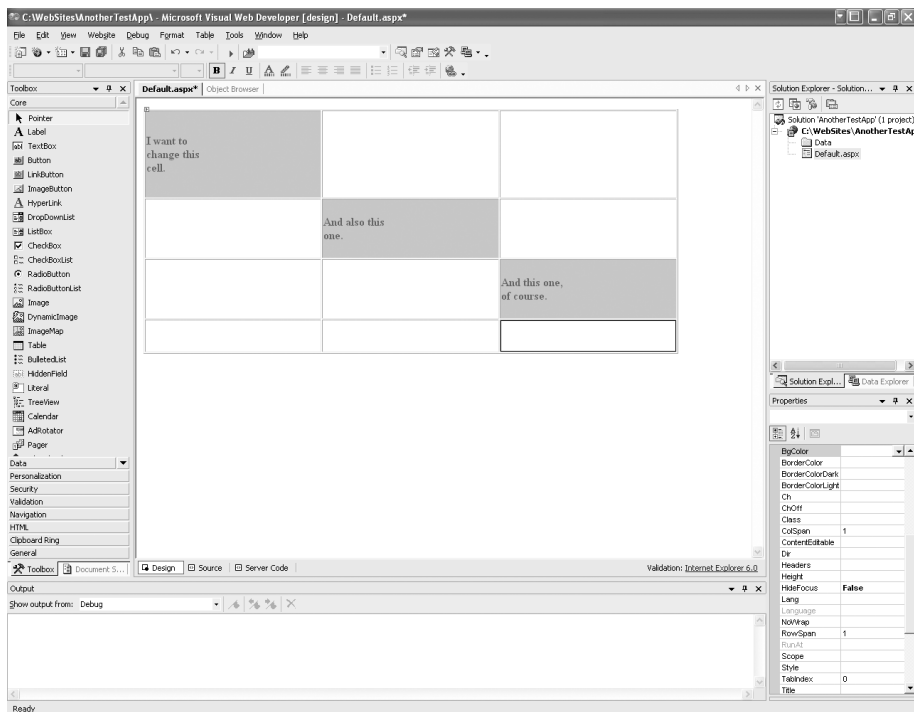 C:\WebSites\AnotherTestApp\ - Microsoft Visual Web Developer [design] - Default.aspx*
File Edit View Website Debug Format Table Tools Window Help
B I U
Toolbox
Core
Pointer
A Label
TextBox
Button
LinkButton
ImageButton
A HyperLink
DropDownList
ListBox
CheckBox
CheckBoxList
RadioButton
RadioButtonList
Image
DynamicImage
ImageMap
Table
BulletedList
HiddenField
Literal
TreeView
Calendar
AdRotator
Pager
Data
Personalization
Security
Validation
Navigation
HTML
Clipboard Ring
General
Toolbox Document S...
Default.aspx* Object Browser
I want to
change this
cell.
And also this
one.
And this one,
of course.
Design Source Server Code Validation: Internet Explorer 6.0
Solution Explorer - Solution...
Solution 'AnotherTestApp' (1 project)
C:\WebSites\AnotherTestAp
Data
Default.aspx
Solution Expl... Data Explorer
Properties
BgColor
BorderColor
BorderColorDark
BorderColorLight
Ch
ChOff
Class
ColSpan 1
ContentEditable
Dir
Headers
Height
HideFocus False
Lang
Language
NoWrap
RowSpan 1
RunAt
Scope
Style
TabIndex 0
Title
Output
Show output from: Debug
Ready